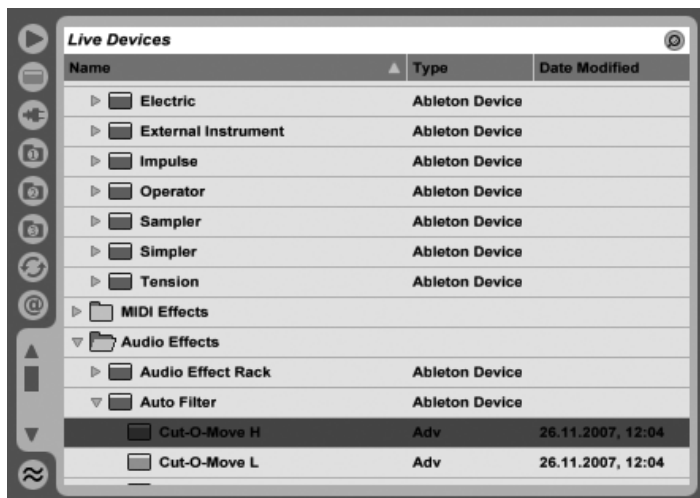 Live Devices
Name Type Date Modified
Electric Ableton Device
External Instrument Ableton Device
Impulse Ableton Device
Operator Ableton Device
Sampler Ableton Device
Simpler Ableton Device
Tension Ableton Device
MIDI Effects
Audio Effects
Audio Effect Rack Ableton Device
Auto Filter Ableton Device
Cut-O-Move H Adv 26.11.2007, 12:04
Cut-O-Move L Adv 26.11.2007, 12:04
1
2
3
@